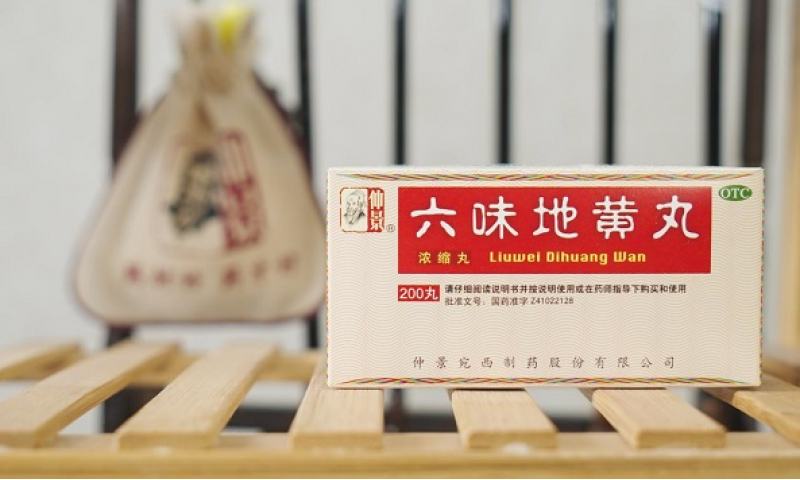 仲景
®
六味地黄丸
OTC
浓缩丸 Liuwei Dihuang Wan
200丸
请仔细阅读说明书并按说明使用或在药师指导下购买和使用
批准文号：国药准字 Z41022128
仲景宛西制药股份有限公司